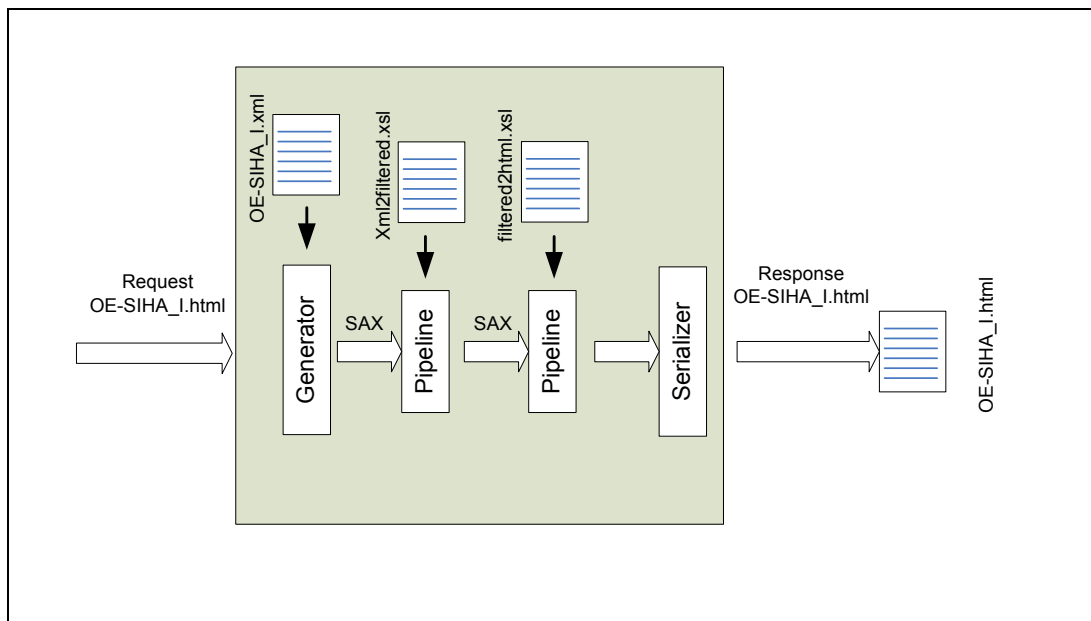 OE-SIHA_I.xml
Xml2filtered.xsl
filtered2html.xsl
Request
OE-SIHA_I.html
Generator
SAX
Pipeline
SAX
Pipeline
Serializer
Response
OE-SIHA_I.html
OE-SIHA_I.html